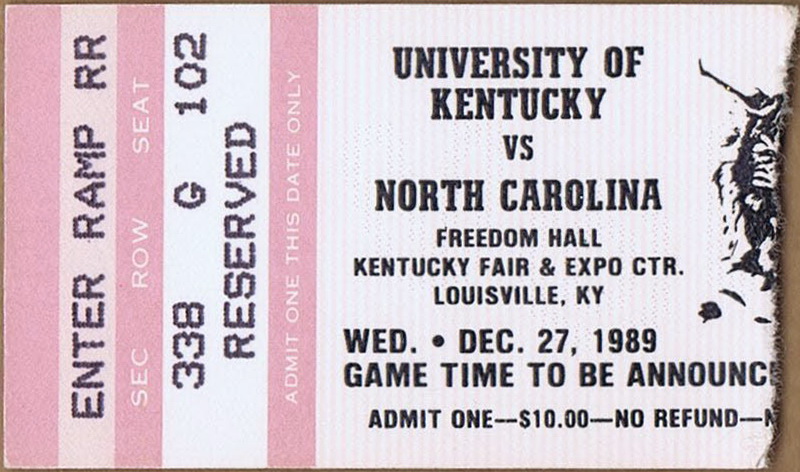 ENTER RAMP RR
SEC ROW SEAT
338 G 102
RESERVED
ADMIT ONE THIS DATE ONLY
UNIVERSITY OF
KENTUCKY
VS
NORTH CAROLINA
FREEDOM HALL
KENTUCKY FAIR & EXPO CTR.
LOUISVILLE, KY
WED. • DEC. 27, 1989
GAME TIME TO BE ANNOUNC
ADMIT ONE—$10.00—NO REFUND—